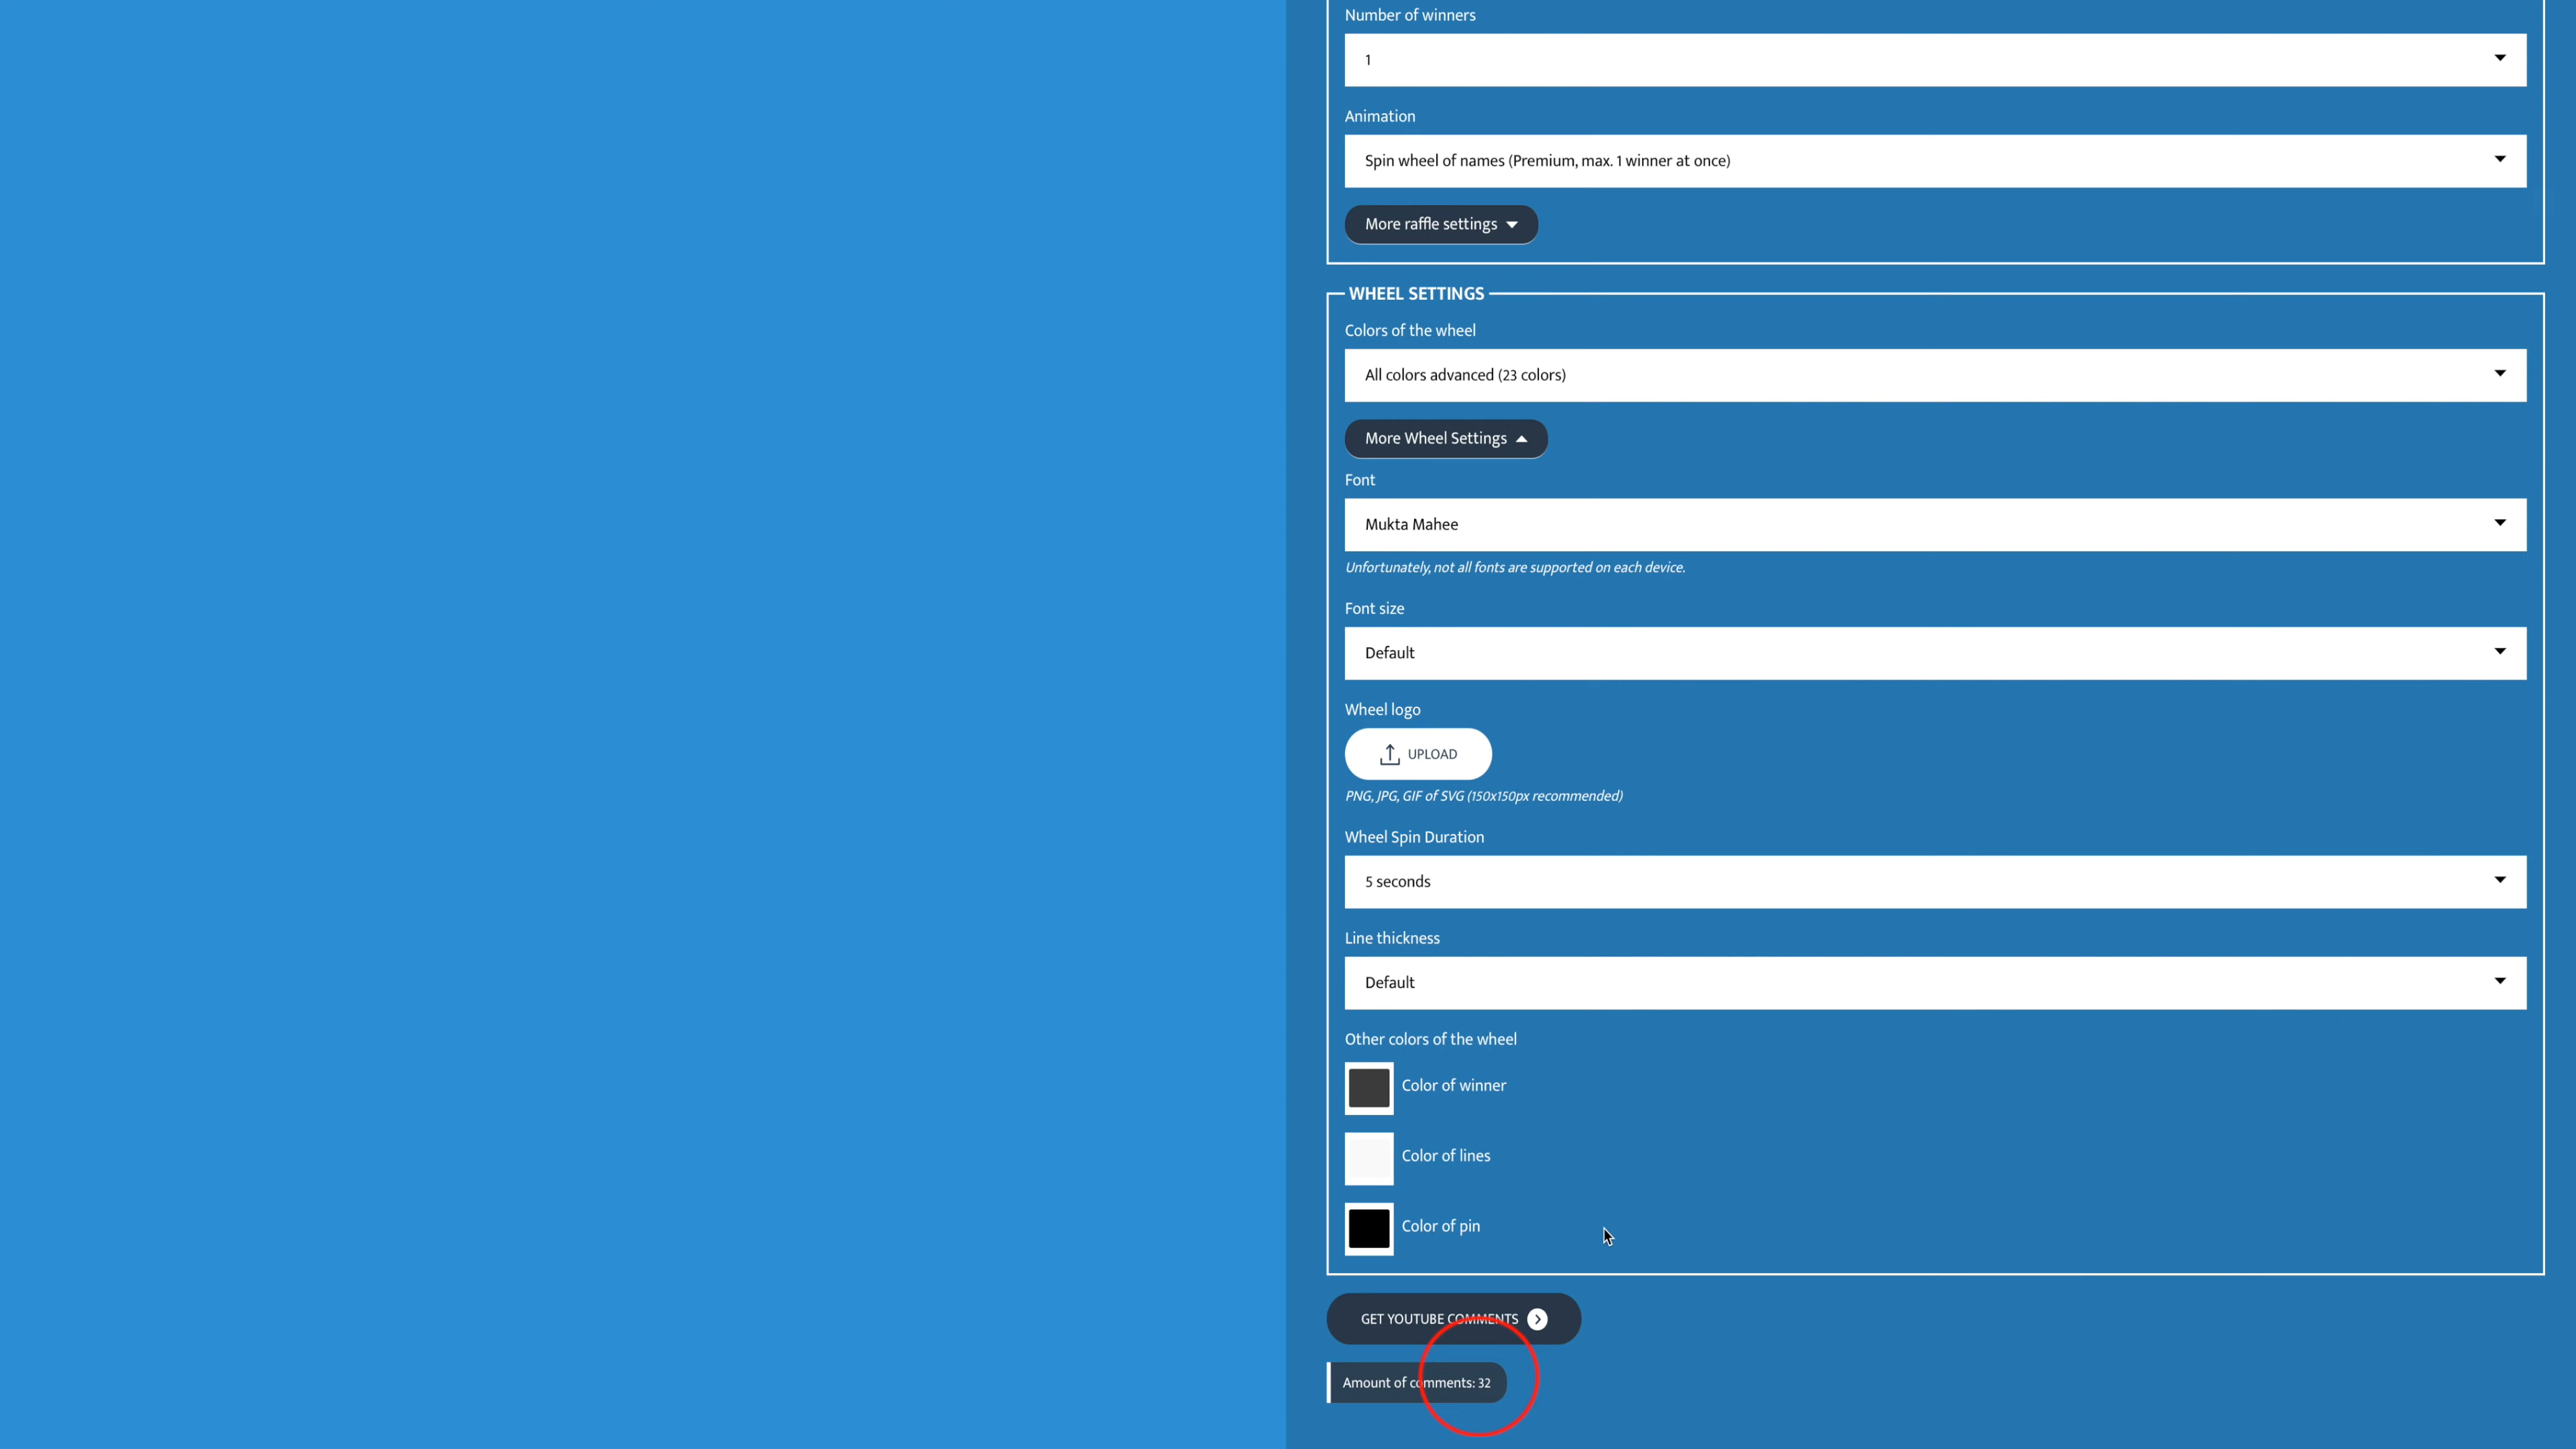 Number of winners
1
Animation
Spin wheel of names (Premium, max. 1 winner at once)
More raffle settings
WHEEL SETTINGS
Colors of the wheel
All colors advanced (23 colors)
More Wheel Settings
Font
Mukta Mahee
Unfortunately, not all fonts are supported on each device.
Font size
Default
Wheel logo
UPLOAD
PNG, JPG, GIF of SVG (150x150px recommended)
Wheel Spin Duration
5 seconds
Line thickness
Default
Other colors of the wheel
Color of winner
Color of lines
Color of pin
GET YOUTUBE COMMENTS
Amount of comments: 32